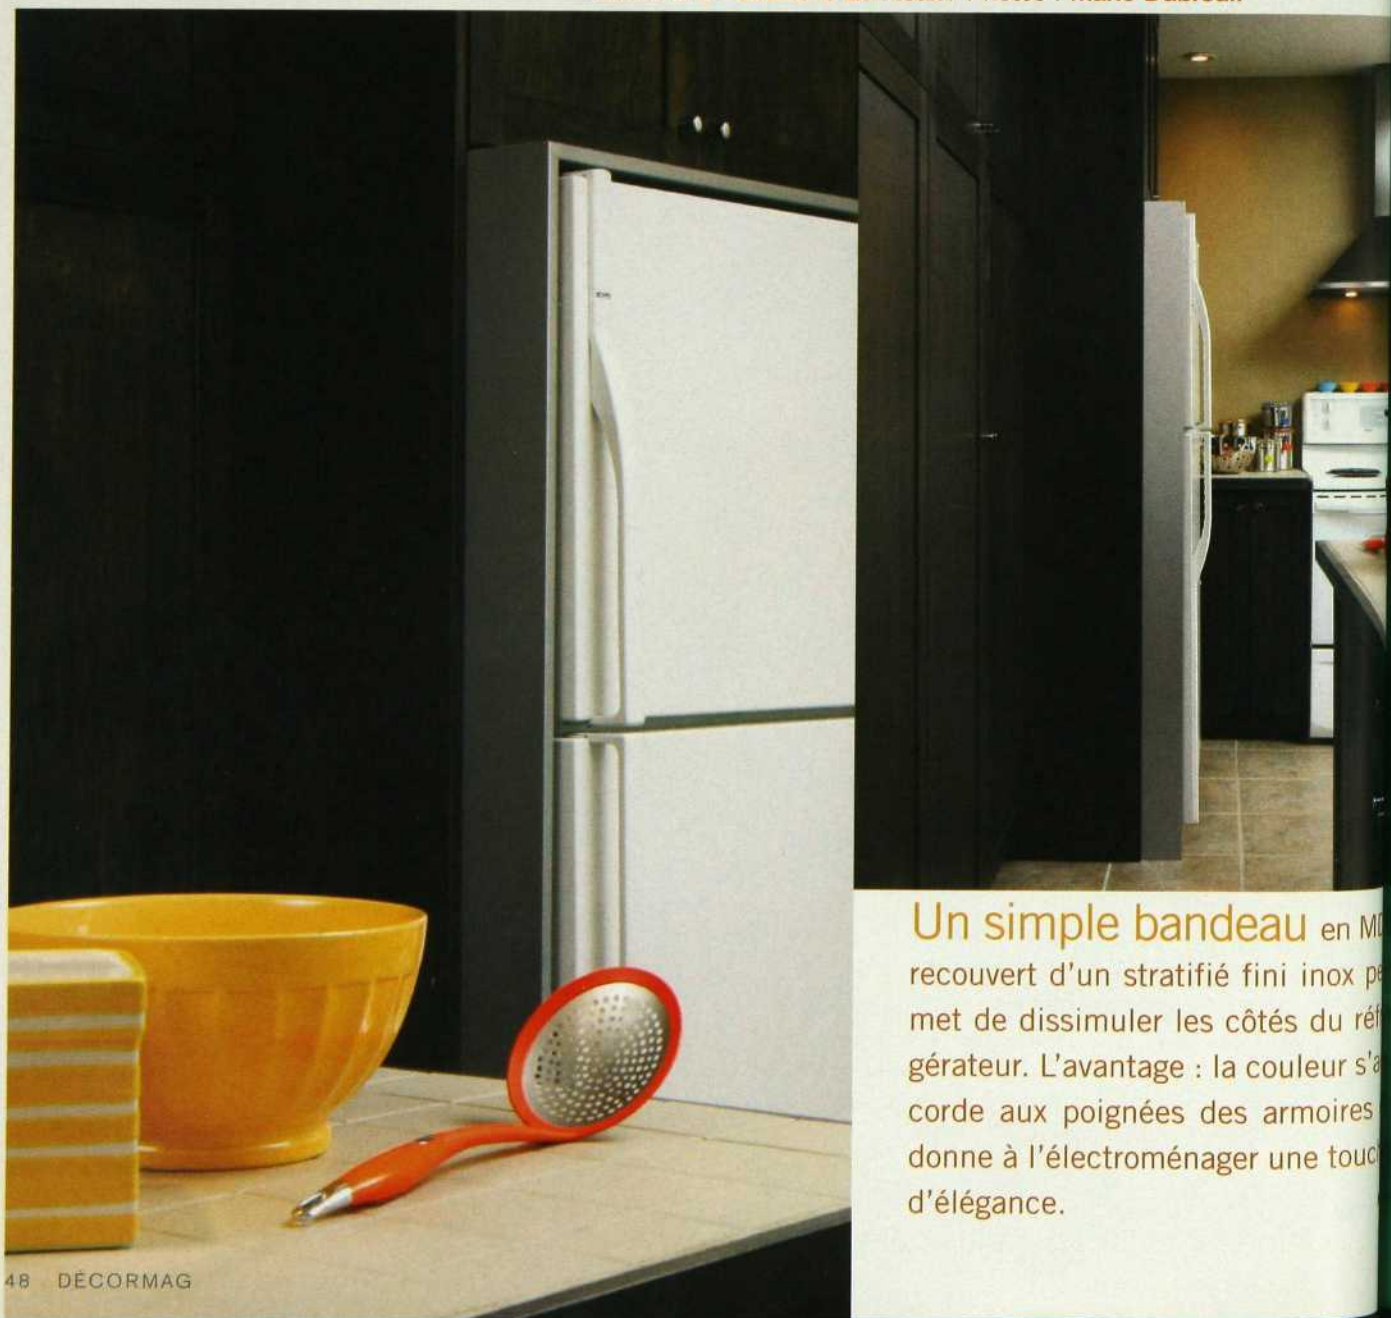 Un simple bandeau en
recouvert d'un stratifié fini inox
met de dissimuler les côtés du
gérateur. L'avantage : la couleur
corde aux poignées des armoires
donne à l'électroménager une
d'élégance.
48 DÉCORMAG